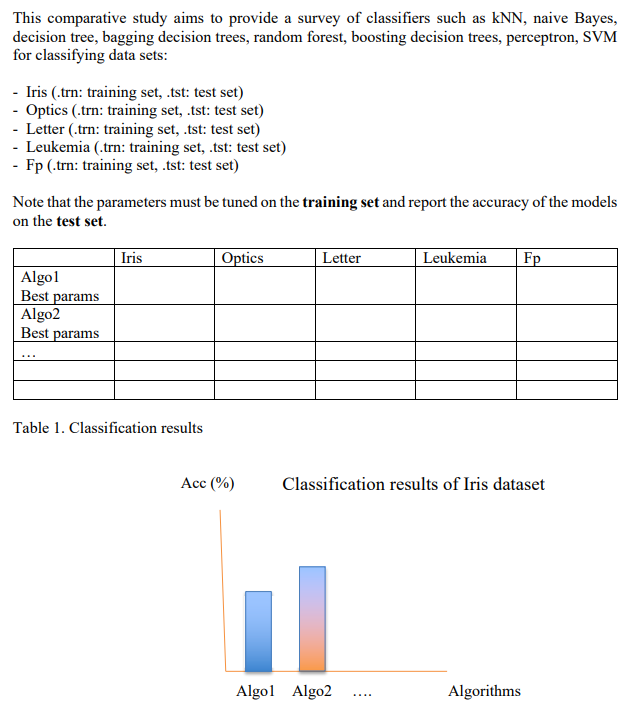 This comparative study aims to provide a survey of classifiers such as kNN, naive Bayes,
decision tree, bagging decision trees, random forest, boosting decision trees, perceptron, SVM
for classifying data sets:
- Iris (.trn: training set, .tst: test set)
- Optics (.trn: training set, .tst: test set)
- Letter (.trn: training set, .tst: test set)
- Leukemia (.trn: training set, .tst: test set)
- Fp (.trn: training set, .tst: test set)
Note that the parameters must be tuned on the training set and report the accuracy of the models
on the test set.
Iris Optics Letter Leukemia Fp
Algo1
Best params
Algo2
Best params
...
Table 1. Classification results
Acc (%) Classification results of Iris dataset
Algo1 Algo2 .... Algorithms